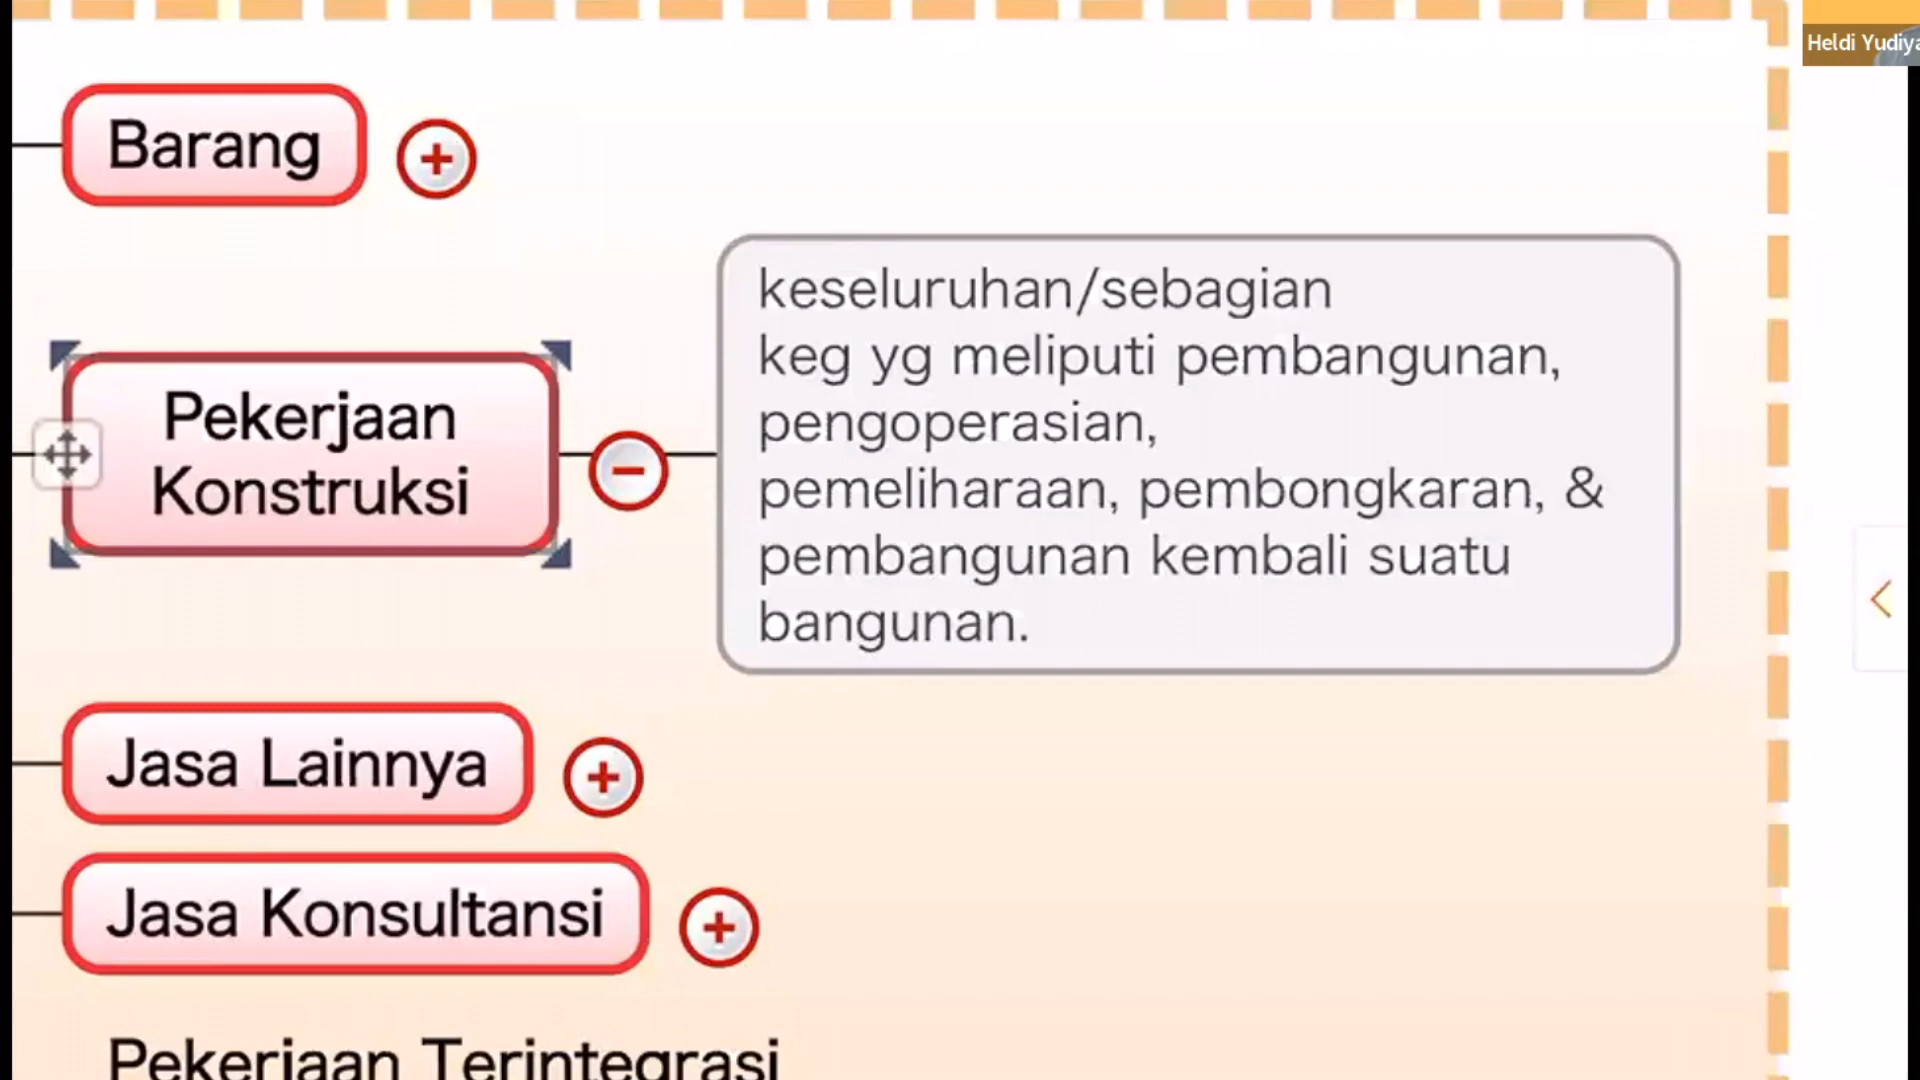 Heldi Yudiya
Barang
keseluruhan/sebagian
keg yg meliputi pembangunan,
pengoperasian,
pemeliharaan, pembongkaran, &
pembangunan kembali suatu
bangunan.
Pekerjaan
Konstruksi
Jasa Lainnya
Jasa Konsultansi
Pekerjaan Terintegrasi